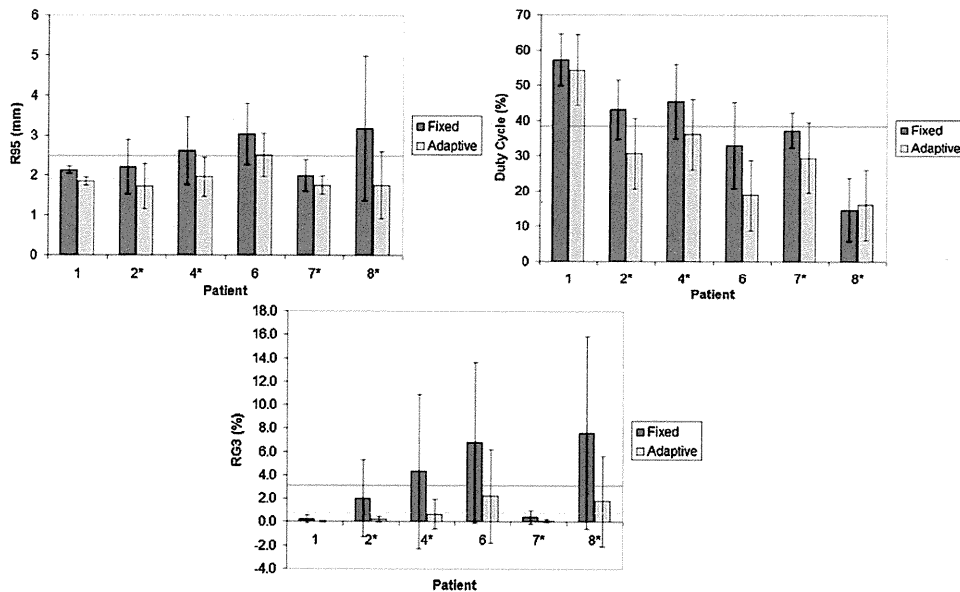 6
5
4
3
2
1
0
R95 (mm)
1 2* 4* 6 7* 8*
Patient
Fixed
Adaptive
70
60
50
40
30
20
10
0
Duty Cycle (%)
1 2* 4* 6 7* 8*
Patient
Fixed
Adaptive
18.0
16.0
14.0
12.0
10.0
8.0
6.0
4.0
2.0
0.0
-2.0
-4.0
RG3 (%)
1 2* 4* 6 7* 8*
Patient
Fixed
Adaptive